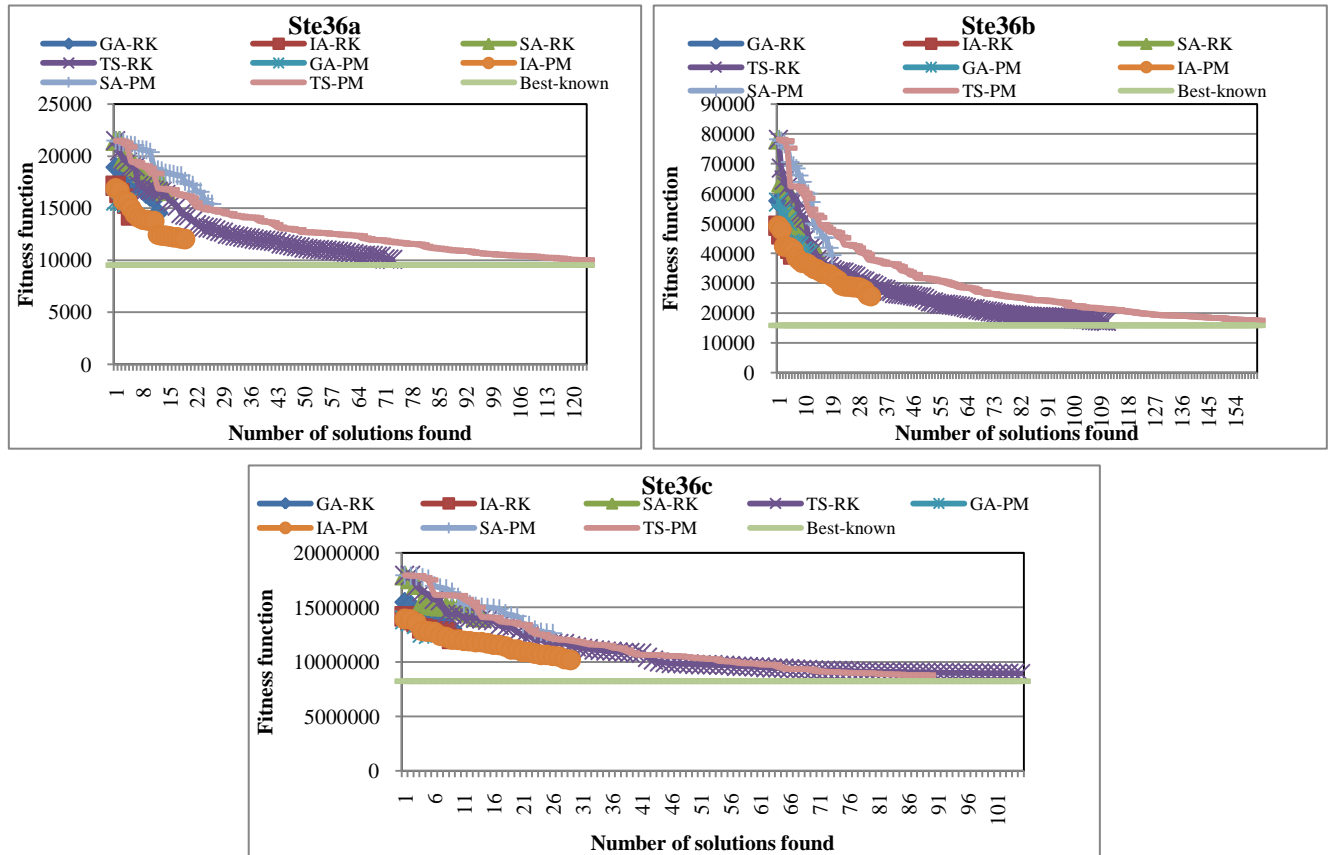 Ste36a
GA-RK IA-RK SA-RK
TS-RK GA-PM IA-PM
SA-PM TS-PM Best-known
25000
20000
15000
10000
5000
0
Fitness function
1 8 15 22 29 36 43 50 57 64 71 78 85 92 99 106 113 120
Number of solutions found
Ste36b
GA-RK IA-RK SA-RK
TS-RK GA-PM IA-PM
SA-PM TS-PM Best-known
90000
80000
70000
60000
50000
40000
30000
20000
10000
0
Fitness function
1 10 19 28 37 46 55 64 73 82 91 100 109 118 127 136 145 154
Number of solutions found
Ste36c
GA-RK IA-RK SA-RK TS-RK GA-PM
IA-PM SA-PM TS-PM Best-known
20000000
15000000
10000000
5000000
0
Fitness function
1 6 11 16 21 26 31 36 41 46 51 56 61 66 71 76 81 86 91 96 101
Number of solutions found